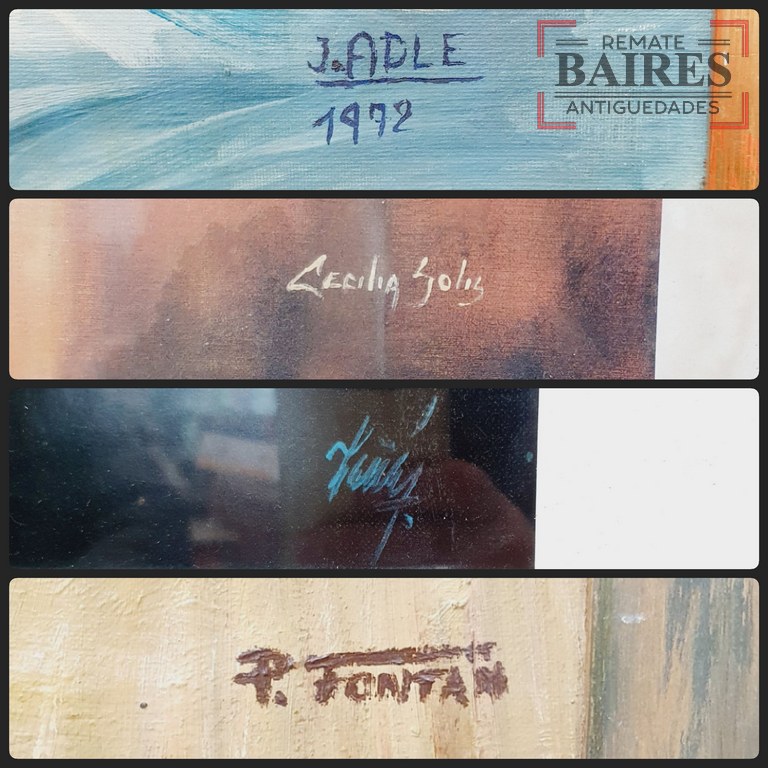 J. ADLE
1972
REMATE
BAIRES
ANTIGUEDADES
Cecilia Solis
P. FONTAN